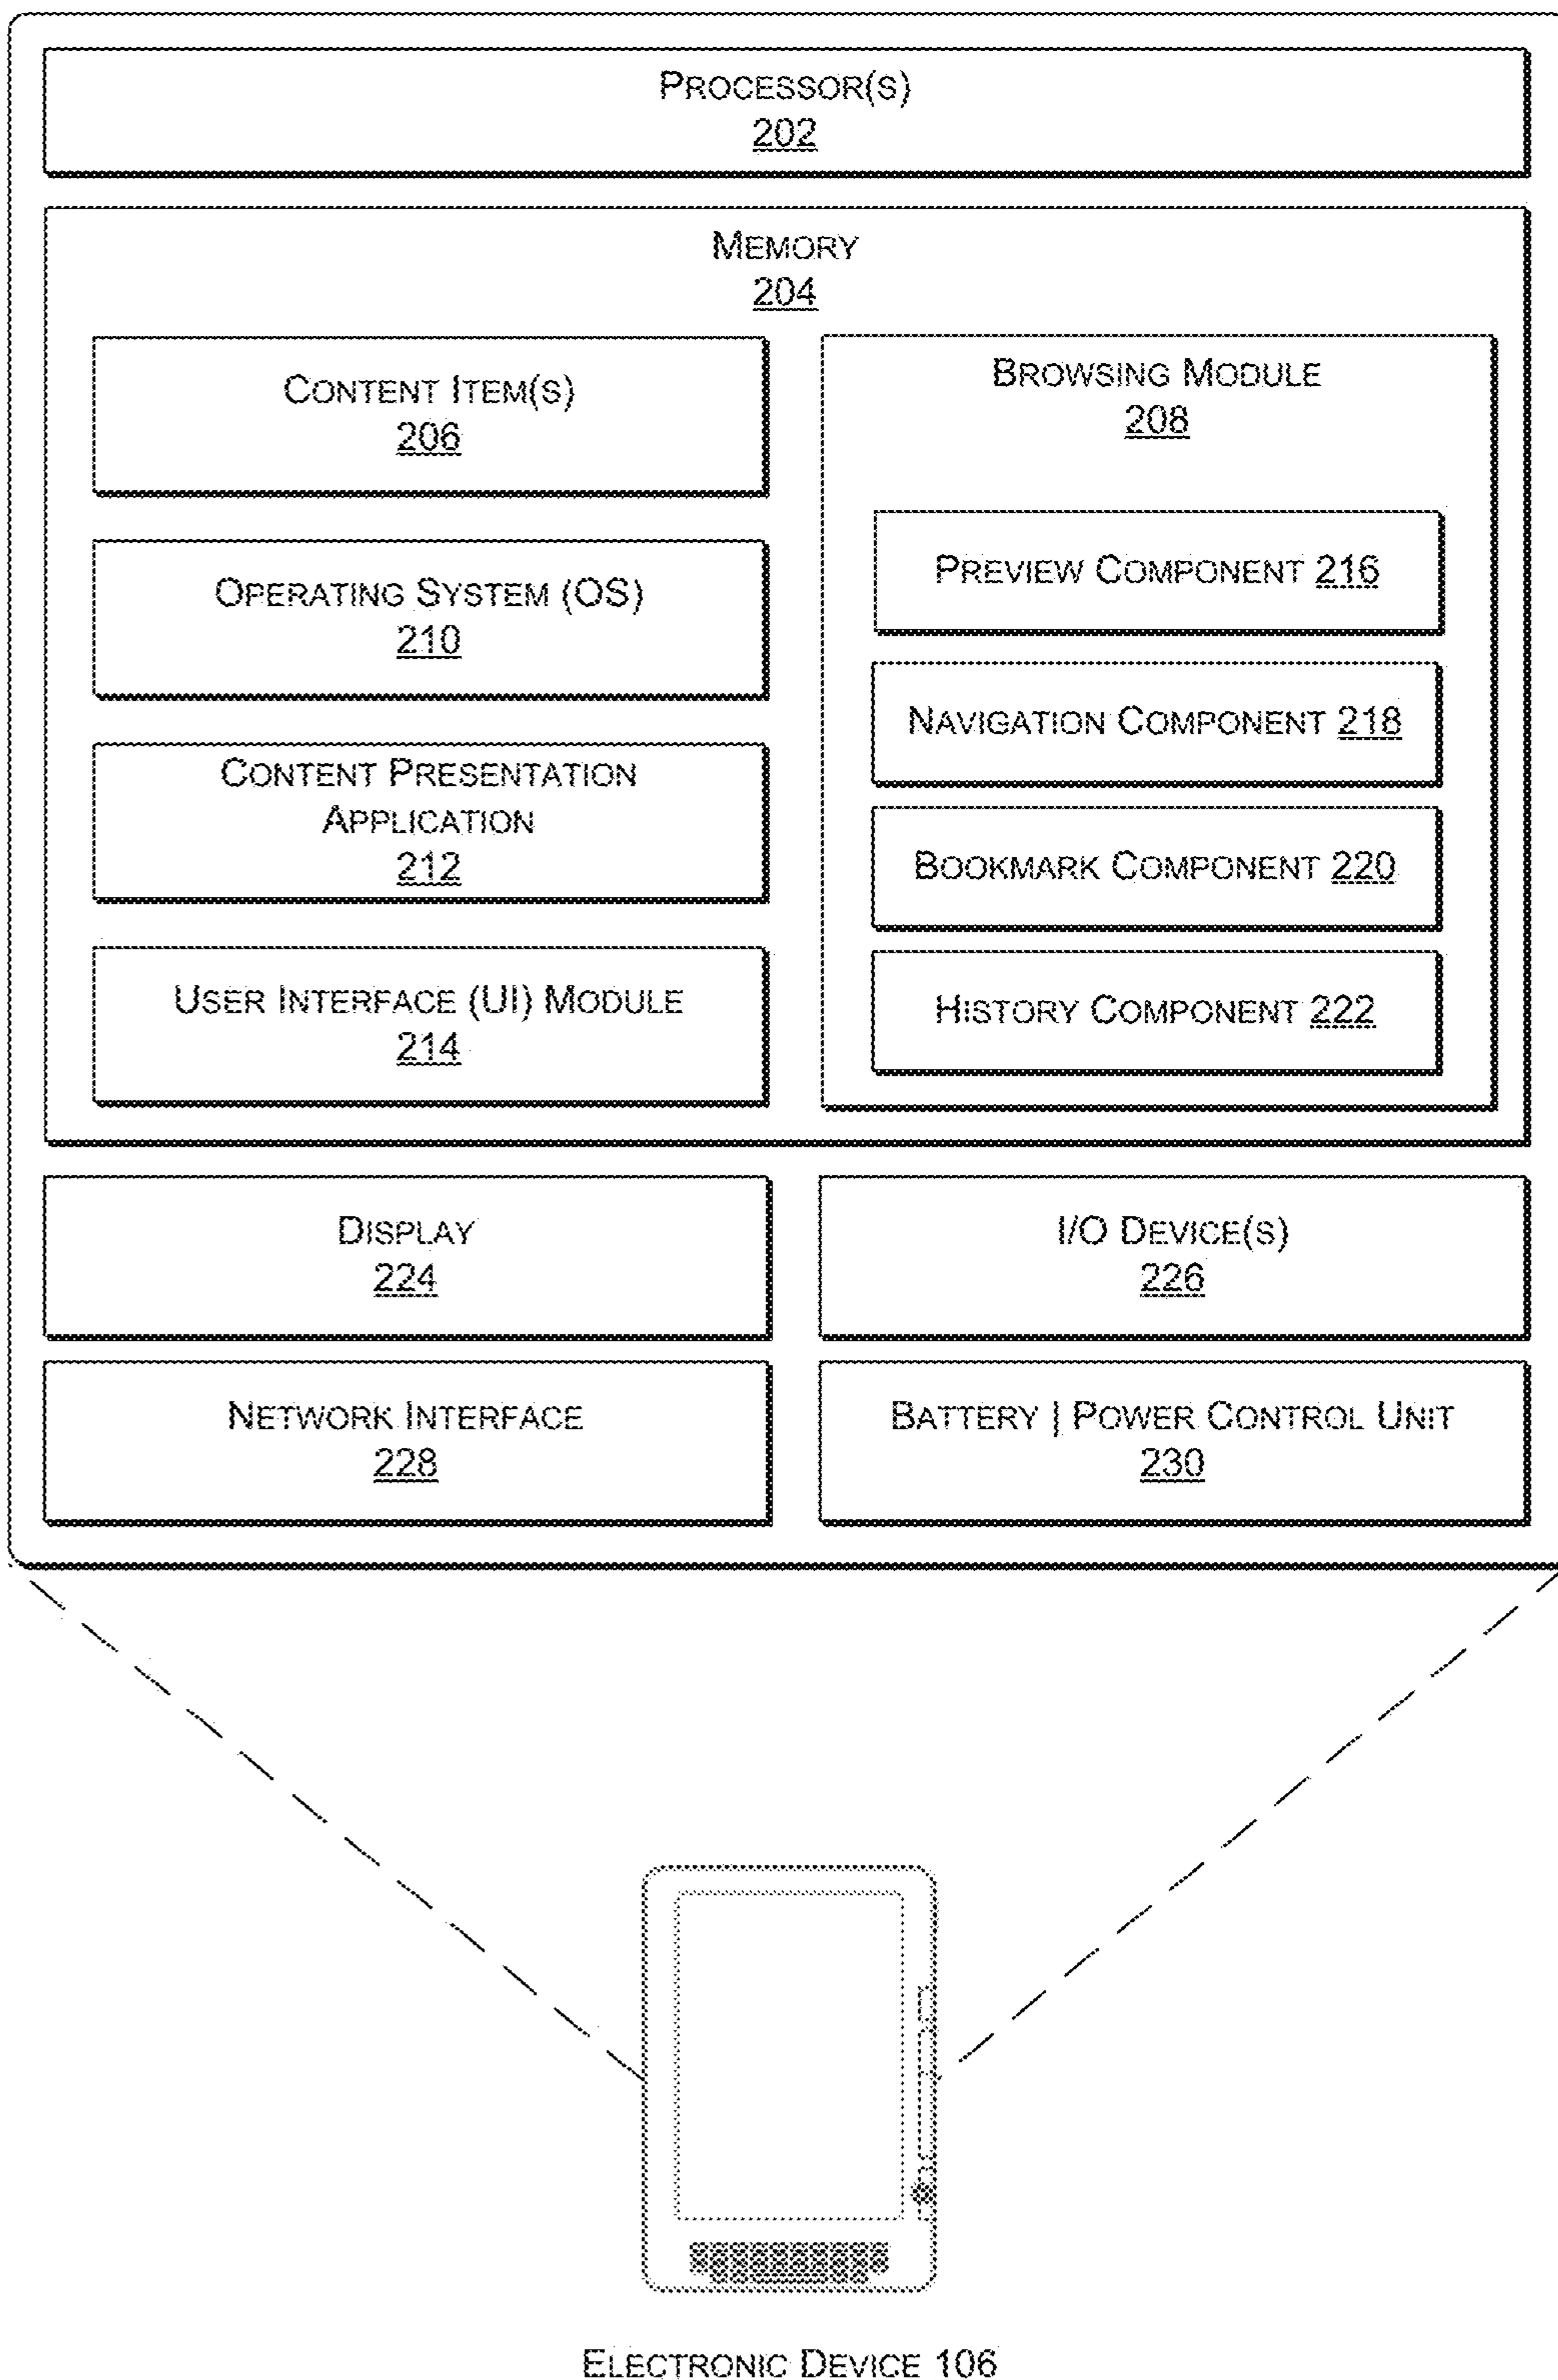 PROCESSOR(S)
202
MEMORY
204
CONTENT ITEM(S)
206
OPERATING SYSTEM (OS)
210
CONTENT PRESENTATION
APPLICATION
212
USER INTERFACE (UI) MODULE
214
BROWSING MODULE
208
PREVIEW COMPONENT 216
NAVIGATION COMPONENT 218
BOOKMARK COMPONENT 220
HISTORY COMPONENT 222
DISPLAY
224
I/O DEVICE(S)
226
NETWORK INTERFACE
228
BATTERY | POWER CONTROL UNIT
230
ELECTRONIC DEVICE 106